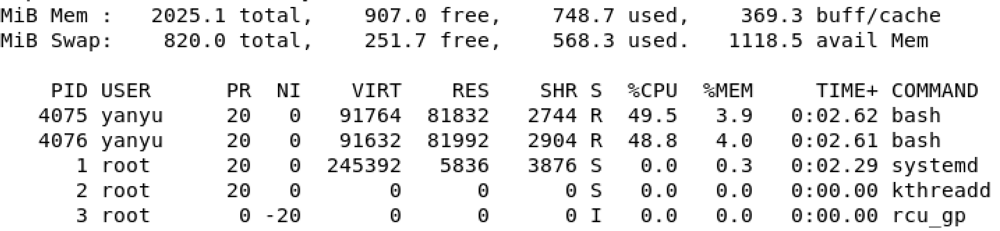 MiB Mem :   2025.1 total,    907.0 free,    748.7 used,    369.3 buff/cache
MiB Swap:    820.0 total,    251.7 free,    568.3 used.   1118.5 avail Mem
    PID USER      PR  NI    VIRT    RES    SHR S  %CPU  %MEM     TIME+ COMMAND
   4075 yanyu     20   0   91764  81832   2744 R  49.5   3.9   0:02.62 bash
   4076 yanyu     20   0   91632  81992   2904 R  48.8   4.0   0:02.61 bash
      1 root      20   0  245392   5836   3876 S   0.0   0.3   0:02.29 systemd
      2 root      20   0       0      0      0 S   0.0   0.0   0:00.00 kthreadd
      3 root       0 -20       0      0      0 I   0.0   0.0   0:00.00 rcu_gp